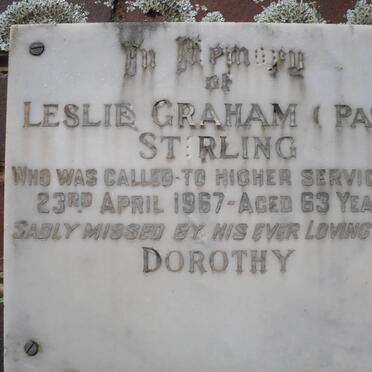 In Memory
of
LESLIE GRAHAM (PA
STIRLING
WHO WAS CALLED TO HIGHER SERVIC
23RD APRIL 1967 - AGED 63 YEA
SADLY MISSED BY HIS EVER LOVING
DOROTHY